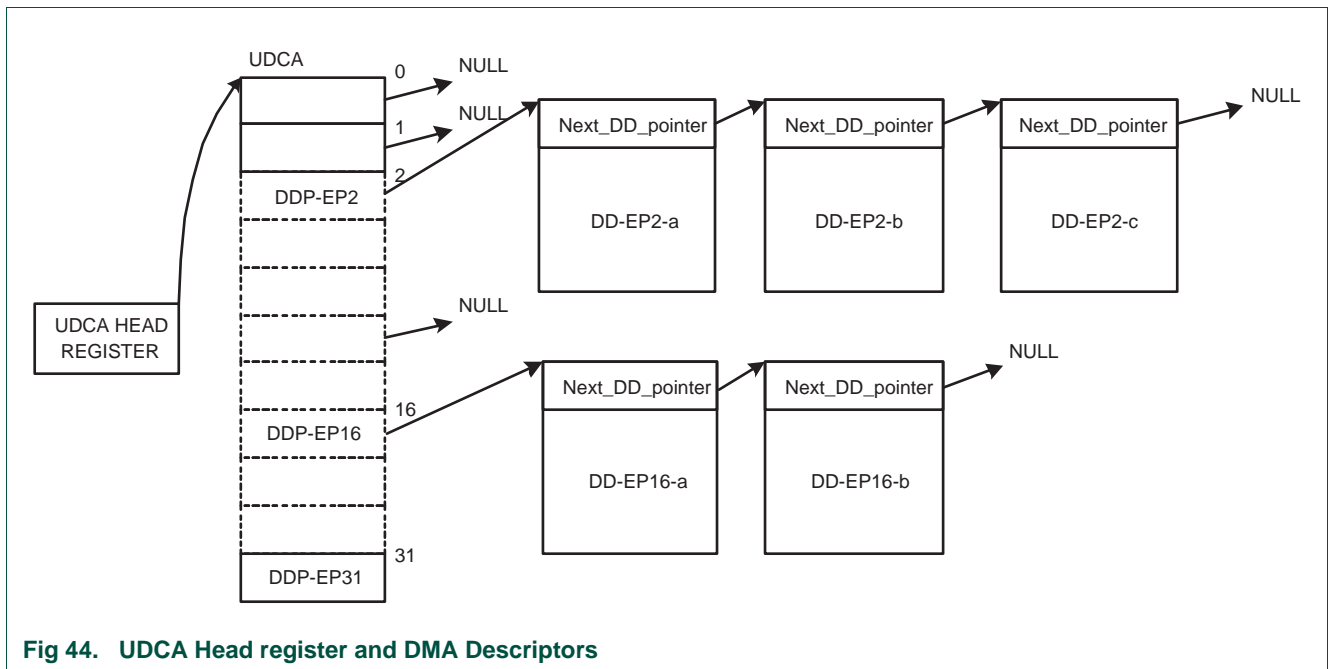 UDCA
0
NULL
NULL
1
2
DDP-EP2
Next_DD_pointer
Next_DD_pointer
Next_DD_pointer
NULL
DD-EP2-a
DD-EP2-b
DD-EP2-c
UDCA HEAD
REGISTER
NULL
16
DDP-EP16
Next_DD_pointer
Next_DD_pointer
NULL
DD-EP16-a
DD-EP16-b
31
DDP-EP31
Fig 44. UDCA Head register and DMA Descriptors